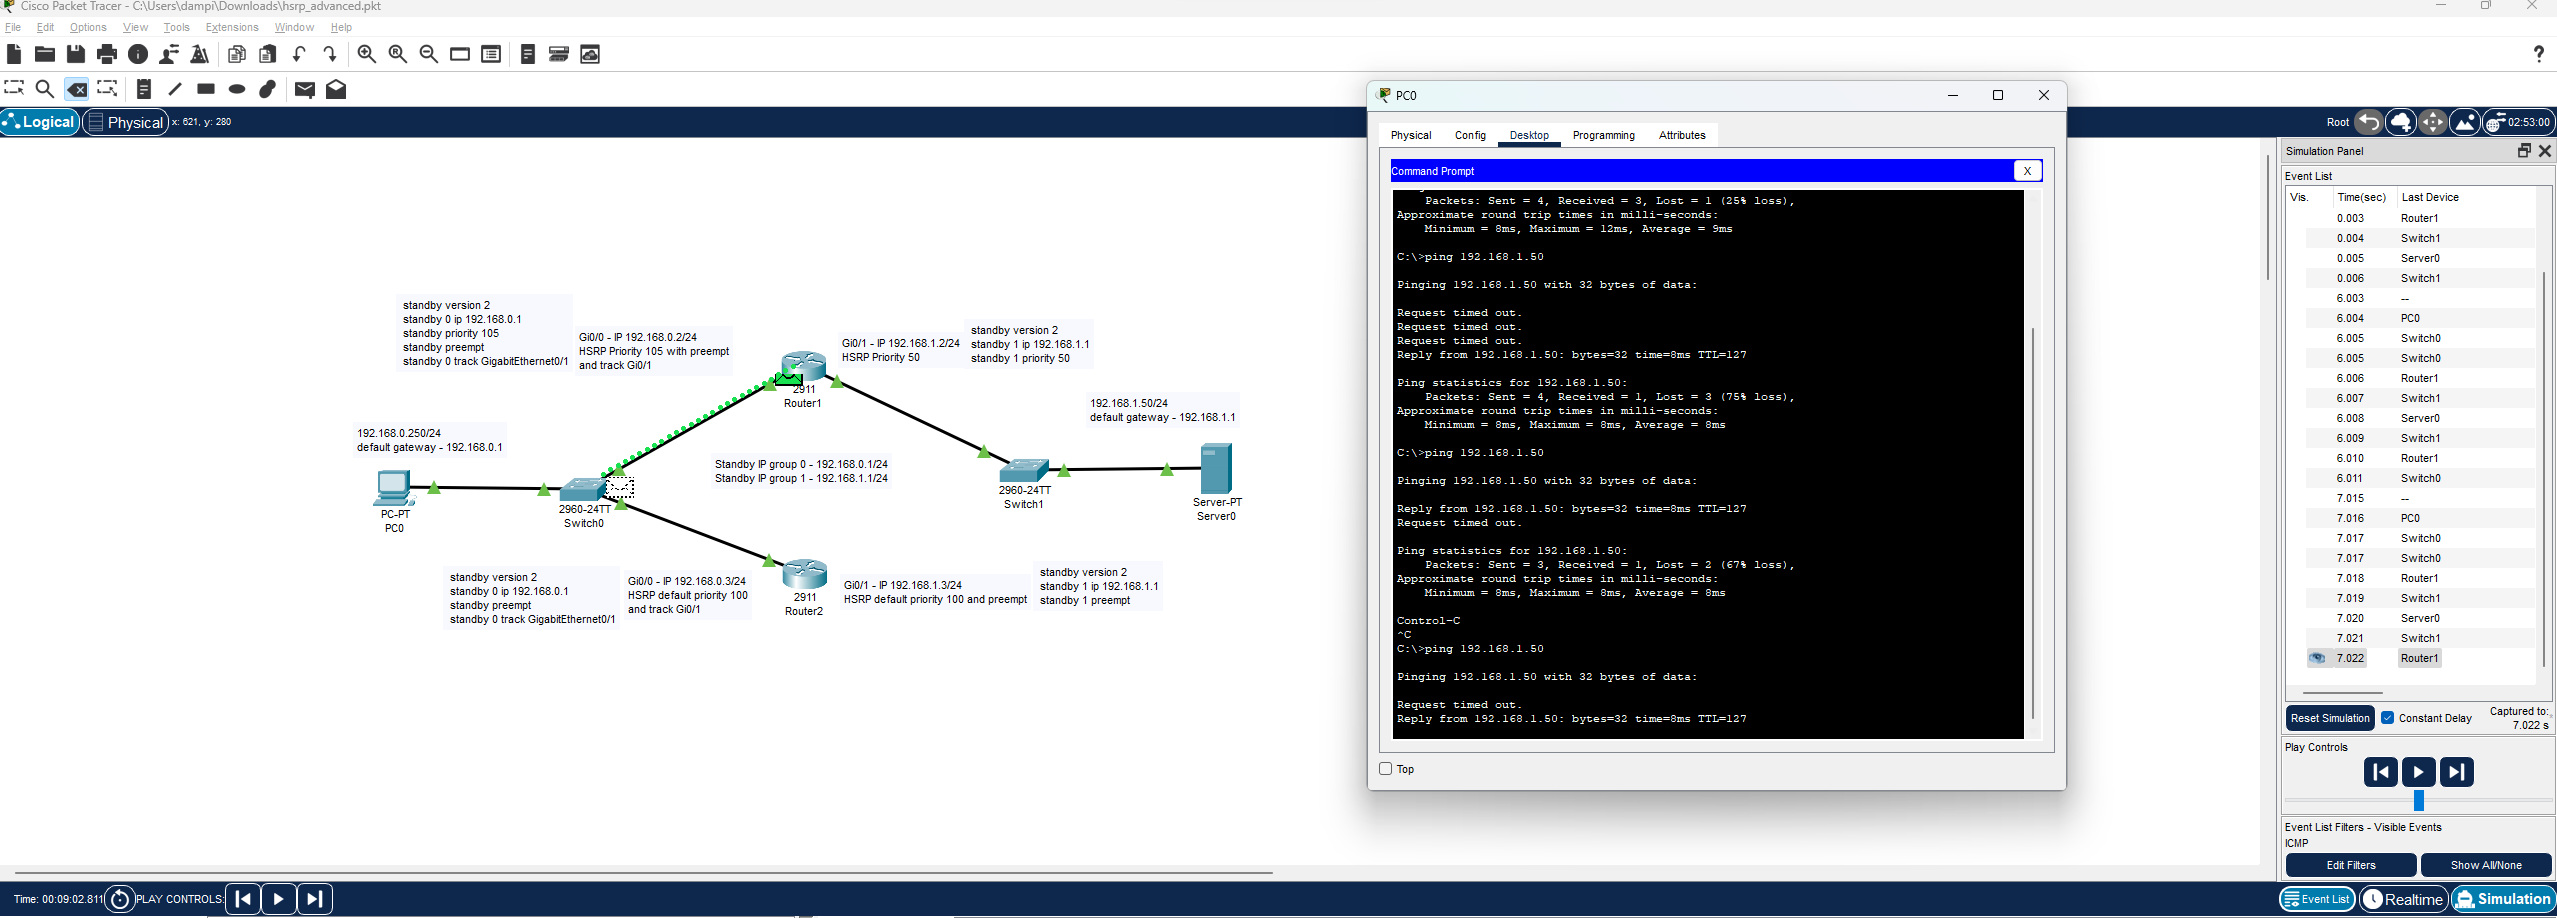 Cisco Packet Tracer - C:\Users\dampi\Downloads\hsrp_advanced.pkt
File Edit Options View Tools Extensions Window Help
?
Logical Physical x: 621, y: 280
Root 02:53:00
standby version 2
standby 0 ip 192.168.0.1
standby priority 105
standby preempt
standby 0 track GigabitEthernet0/1
Gi0/0 - IP 192.168.0.2/24
HSRP Priority 105 with preempt
and track Gi0/1
Gi0/1 - IP 192.168.1.2/24
HSRP Priority 50
standby version 2
standby 1 ip 192.168.1.1
standby 1 priority 50
2911
Router1
192.168.1.50/24
default gateway - 192.168.1.1
192.168.0.250/24
default gateway - 192.168.0.1
Standby IP group 0 - 192.168.0.1/24
Standby IP group 1 - 192.168.1.1/24
PC-PT
PC0
2960-24TT
Switch0
2960-24TT
Switch1
Server-PT
Server0
standby version 2
standby 0 ip 192.168.0.1
standby preempt
standby 0 track GigabitEthernet0/1
Gi0/0 - IP 192.168.0.3/24
HSRP default priority 100
and track Gi0/1
2911
Router2
Gi0/1 - IP 192.168.1.3/24
HSRP default priority 100 and preempt
standby version 2
standby 1 ip 192.168.1.1
standby 1 preempt
PC0
Physical Config Desktop Programming Attributes
Command Prompt X
Packets: Sent = 4, Received = 3, Lost = 1 (25% loss),
Approximate round trip times in milli-seconds:
Minimum = 8ms, Maximum = 12ms, Average = 9ms
C:\>ping 192.168.1.50
Pinging 192.168.1.50 with 32 bytes of data:
Request timed out.
Request timed out.
Request timed out.
Reply from 192.168.1.50: bytes=32 time=8ms TTL=127
Ping statistics for 192.168.1.50:
Packets: Sent = 4, Received = 1, Lost = 3 (75% loss),
Approximate round trip times in milli-seconds:
Minimum = 8ms, Maximum = 8ms, Average = 8ms
C:\>ping 192.168.1.50
Pinging 192.168.1.50 with 32 bytes of data:
Reply from 192.168.1.50: bytes=32 time=8ms TTL=127
Request timed out.
Ping statistics for 192.168.1.50:
Packets: Sent = 3, Received = 1, Lost = 2 (67% loss),
Approximate round trip times in milli-seconds:
Minimum = 8ms, Maximum = 8ms, Average = 8ms
Control-C
^C
C:\>ping 192.168.1.50
Pinging 192.168.1.50 with 32 bytes of data:
Request timed out.
Reply from 192.168.1.50: bytes=32 time=8ms TTL=127
Top
Simulation Panel
Event List
Vis. Time(sec) Last Device
0.003 Router1
0.004 Switch1
0.005 Server0
0.006 Switch1
6.003 --
6.004 PC0
6.005 Switch0
6.005 Switch0
6.006 Router1
6.007 Switch1
6.008 Server0
6.009 Switch1
6.010 Router1
6.011 Switch0
7.015 --
7.016 PC0
7.017 Switch0
7.017 Switch0
7.018 Router1
7.019 Switch1
7.020 Server0
7.021 Switch1
7.022 Router1
Reset Simulation Constant Delay Captured to:
7.022 s
Play Controls
Event List Filters - Visible Events
ICMP
Edit Filters Show All/None
Time: 00:09:02.811 PLAY CONTROLS:
Event List Realtime Simulation